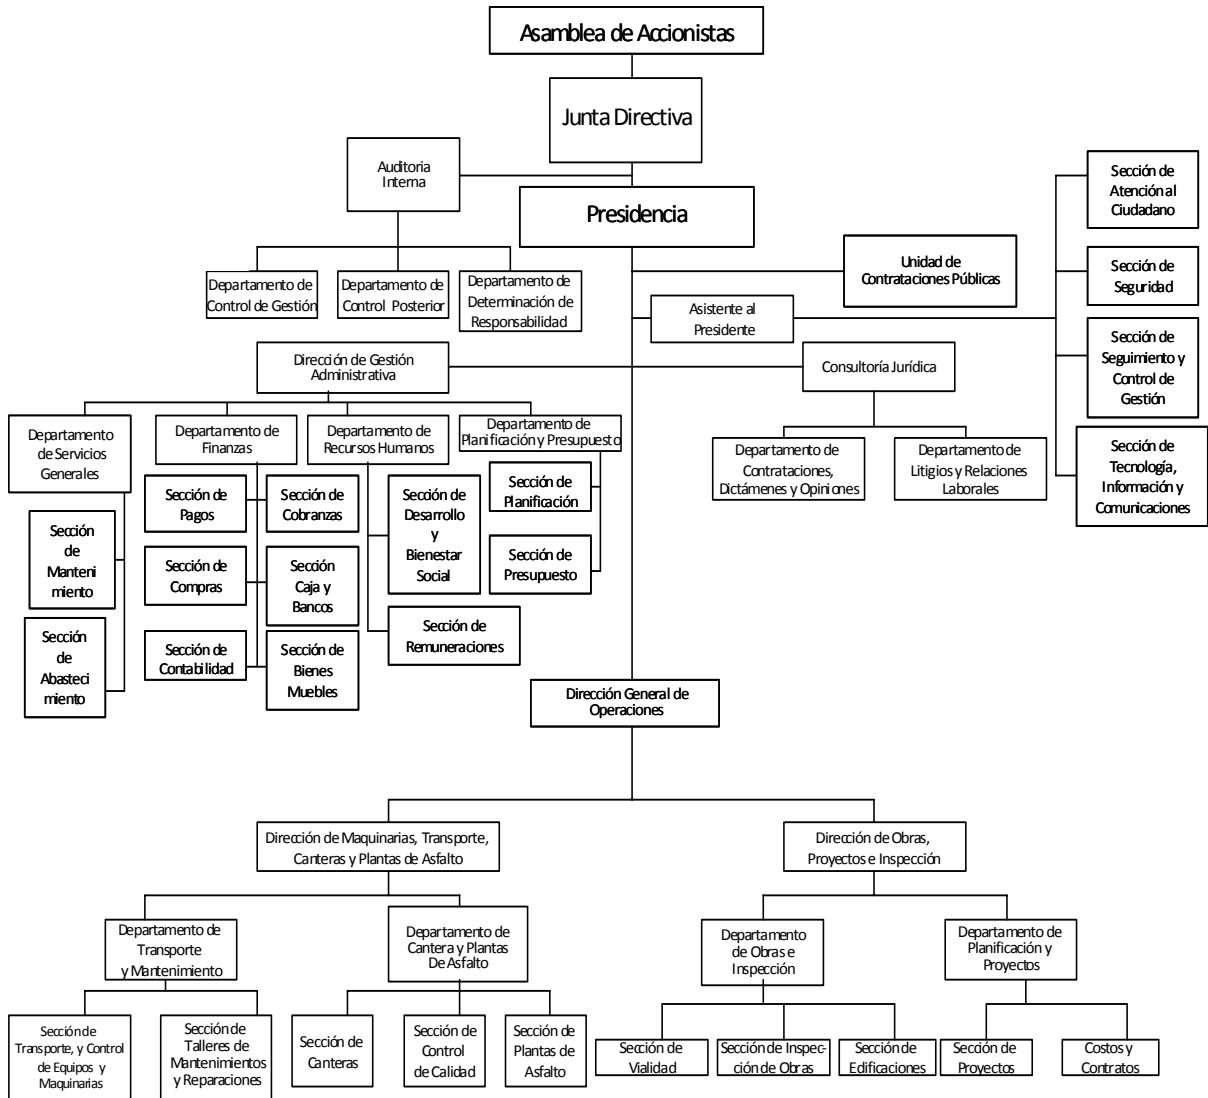 Asamblea de Accionistas
Junta Directiva
Auditoria
Interna
Presidencia
Sección de
Atención al
Ciudadano
Unidad de
Contrataciones Públicas
Sección de
Seguridad
Departamento de
Control de Gestión
Departamento de
Control Posterior
Departamento de
Determinación de
Responsabilidad
Asistente al
Presidente
Sección de
Seguimiento y
Control de
Gestión
Dirección de Gestión
Administrativa
Consultoría Jurídica
Departamento
de Servicios
Generales
Departamento de
Finanzas
Departamento de
Recursos Humanos
Departamento de
Planificación y Presupuesto
Departamento de
Contrataciones,
Dictámenes y Opiniones
Departamento de
Litigios y Relaciones
Laborales
Sección de
Tecnología,
Información y
Comunicaciones
Sección
de
Manteni
miento
Sección
de
Abasteci
miento
Sección de
Pagos
Sección de
Cobranzas
Sección de
Compras
Sección
Caja y
Bancos
Sección de
Contabilidad
Sección de
Bienes
Muebles
Sección de
Desarrollo
y
Bienestar
Social
Sección de
Remuneraciones
Sección de
Planificación
Sección de
Presupuesto
Dirección General de
Operaciones
Dirección de Maquinarias, Transporte,
Canteras y Plantas de Asfalto
Dirección de Obras,
Proyectos e Inspección
Departamento de
Transporte
y Mantenimiento
Departamento de
Cantera y Plantas
De Asfalto
Departamento
de Obras e
Inspección
Departamento de
Planificación y
Proyectos
Sección de
Transporte, y Control
de Equipos y
Maquinarias
Sección de
Talleres de
Mantenimientos
y Reparaciones
Sección de
Canteras
Sección de
Control
de Calidad
Sección de
Plantas de
Asfalto
Sección de
Vialidad
Sección de Inspec-
ción de Obras
Sección de
Edificaciones
Sección de
Proyectos
Costos y
Contratos